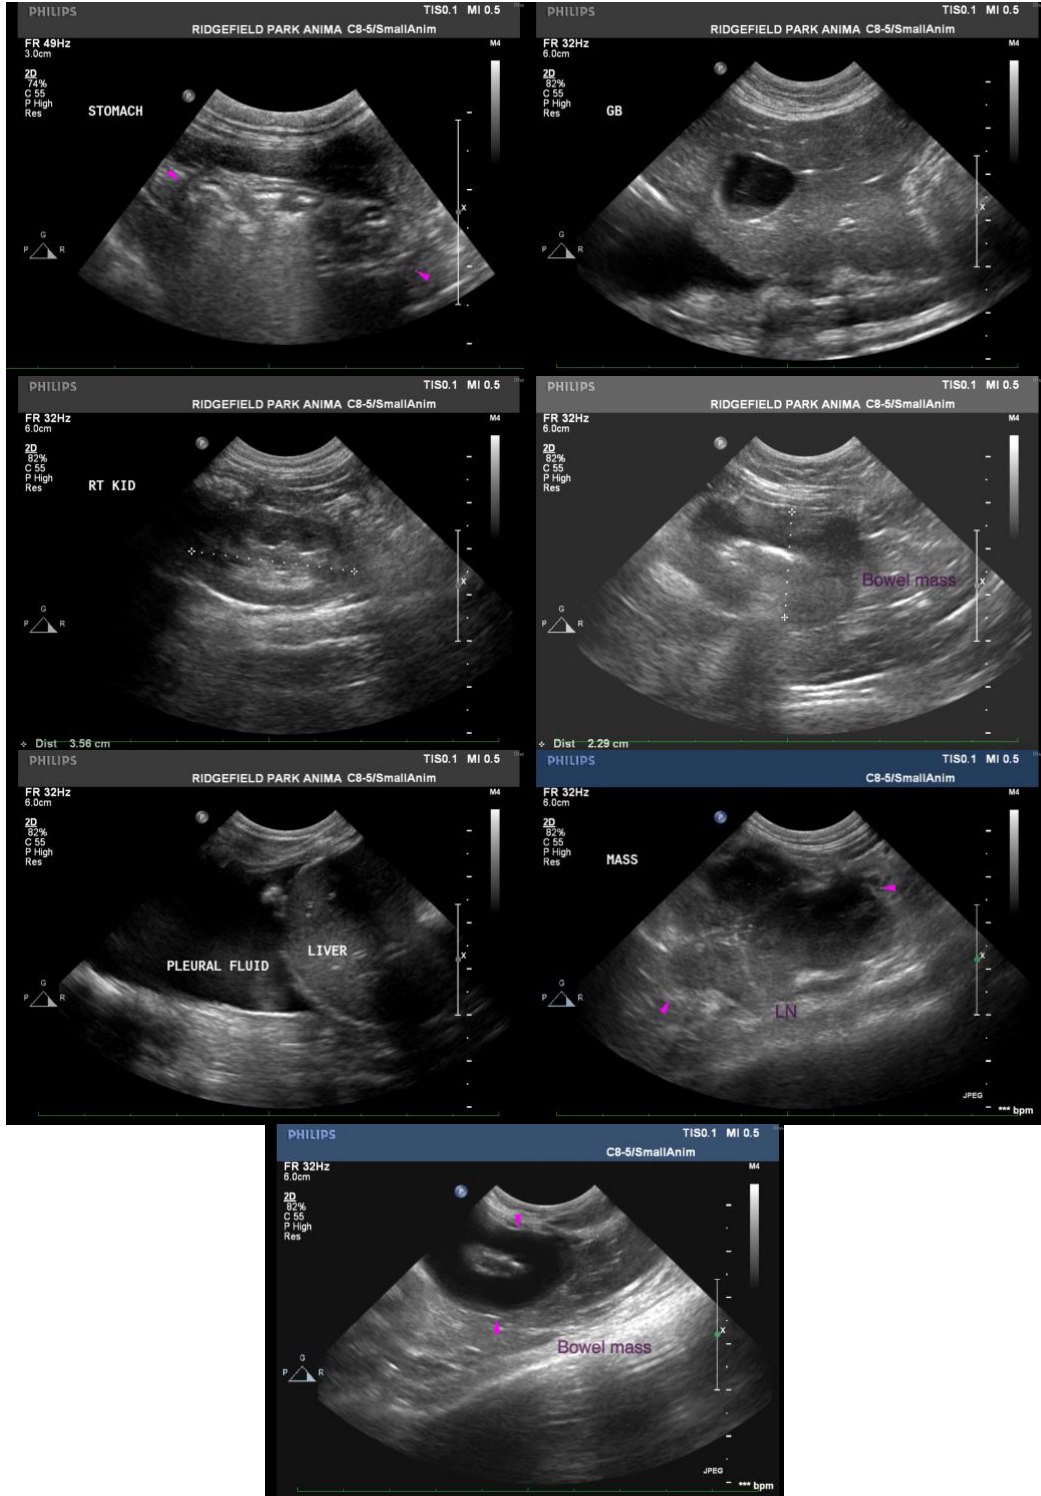 PHILIPS
TIS0.1 MI 0.5
RIDGEFIELD PARK ANIMA C8-5/SmallAnim
FR 49Hz
3.0cm
M4
2D
74%
C 55
P High
Res
P
STOMACH
X
G
P R
PHILIPS
TIS0.1 MI 0.5
RIDGEFIELD PARK ANIMA C8-5/SmallAnim
FR 32Hz
6.0cm
M4
2D
82%
C 55
P High
Res
P
GB
X
G
P R
PHILIPS
TIS0.1 MI 0.5
RIDGEFIELD PARK ANIMA C8-5/SmallAnim
FR 32Hz
6.0cm
M4
2D
82%
C 55
P High
Res
P
RT KID
X
G
P R
Dist 3.56 cm
PHILIPS
TIS0.1 MI 0.5
RIDGEFIELD PARK ANIMA C8-5/SmallAnim
FR 32Hz
6.0cm
M4
2D
82%
C 55
P High
Res
P
Bowel mass
X
G
P R
Dist 2.29 cm
PHILIPS
TIS0.1 MI 0.5
RIDGEFIELD PARK ANIMA C8-5/SmallAnim
FR 32Hz
6.0cm
M4
2D
82%
C 55
P High
Res
P
LIVER
PLEURAL FLUID
X
G
P R
PHILIPS
TIS0.1 MI 0.5
C8-5/SmallAnim
FR 32Hz
6.0cm
M4
2D
82%
C 55
P High
Res
P
MASS
X
G
P R
LN
JPEG
*** bpm
PHILIPS
TIS0.1 MI 0.5
C8-5/SmallAnim
FR 32Hz
6.0cm
M4
2D
82%
C 55
P High
Res
P
X
Bowel mass
G
P R
JPEG
*** bpm